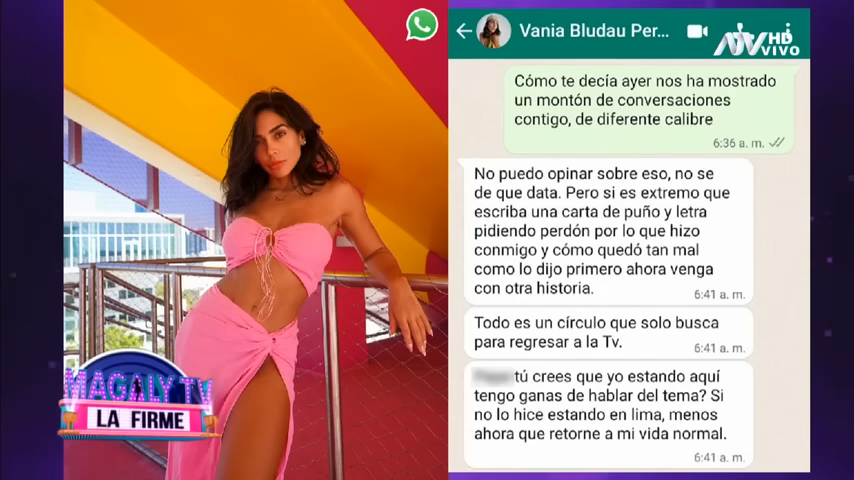 Vania Bludau Per...
ATV HD
VIVO
Cómo te decía ayer nos ha mostrado
un montón de conversaciones
contigo, de diferente calibre
6:36 a. m.
No puedo opinar sobre eso, no se
de que data. Pero si es extremo que
escriba una carta de puño y letra
pidiendo perdón por lo que hizo
conmigo y cómo quedó tan mal
como lo dijo primero ahora venga
con otra historia.
6:41 a. m.
Todo es un círculo que solo busca
para regresar a la Tv.
6:41 a. m.
tú crees que yo estando aquí
tengo ganas de hablar del tema? Si
no lo hice estando en lima, menos
ahora que retorne a mi vida normal.
6:41 a. m.
MAGALY TV
LA FIRME